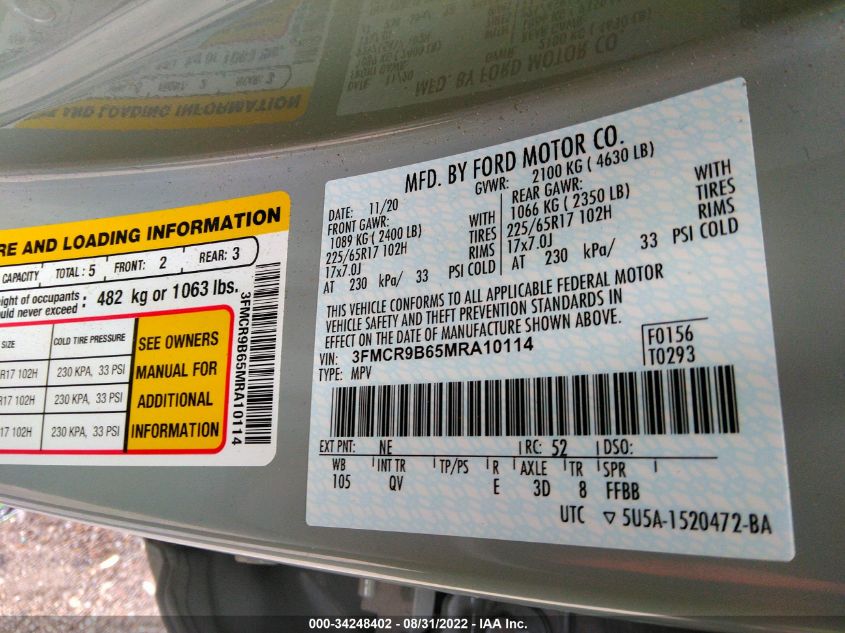 RE AND LOADING INFORMATION
CAPACITY TOTAL : 5 FRONT: 2 REAR: 3
ight of occupants
ould never exceed : 482 kg or 1063 lbs.
SIZE COLD TIRE PRESSURE
R17 102H 230 KPA, 33 PSI
R17 102H 230 KPA, 33 PSI
R17 102H 230 KPA, 33 PSI
SEE OWNERS
MANUAL FOR
ADDITIONAL
INFORMATION
3FMCR9B65MRA10114
MFD. BY FORD MOTOR CO.
DATE: 11/20 GVWR: 2100 KG ( 4630 LB)
FRONT GAWR: REAR GAWR:
1089 KG ( 2400 LB) WITH 1066 KG ( 2350 LB) WITH
225/65R17 102H TIRES 225/65R17 102H TIRES
17x7.0J RIMS 17x7.0J RIMS
AT 230 kPa/ 33 PSI COLD AT 230 kPa/ 33 PSI COLD
THIS VEHICLE CONFORMS TO ALL APPLICABLE FEDERAL MOTOR
VEHICLE SAFETY AND THEFT PREVENTION STANDARDS IN
EFFECT ON THE DATE OF MANUFACTURE SHOWN ABOVE.
VIN: 3FMCR9B65MRA10114 F0156
TYPE: MPV T0293
EXT PNT: NE RC: 52 DSO:
WB INT TR TP/PS R AXLE TR SPR
105 QV E 3D 8 FFBB
UTC ▽ 5U5A-1520472-BA
000-34248402 - 08/31/2022 - IAA Inc.